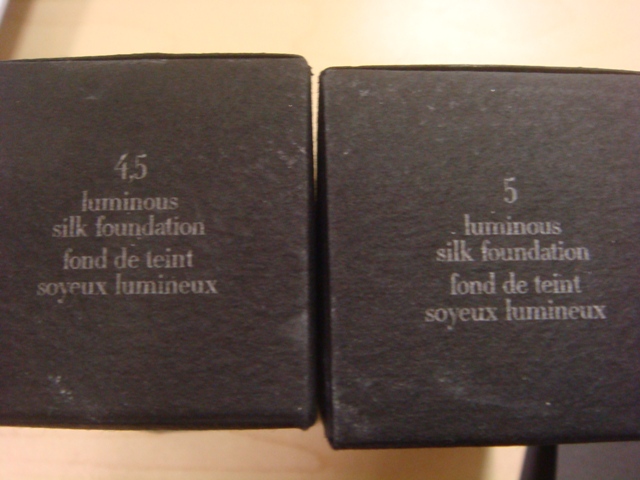 4,5
luminous
silk foundation
fond de teint
soyeux lumineux
5
luminous
silk foundation
fond de teint
soyeux lumineux